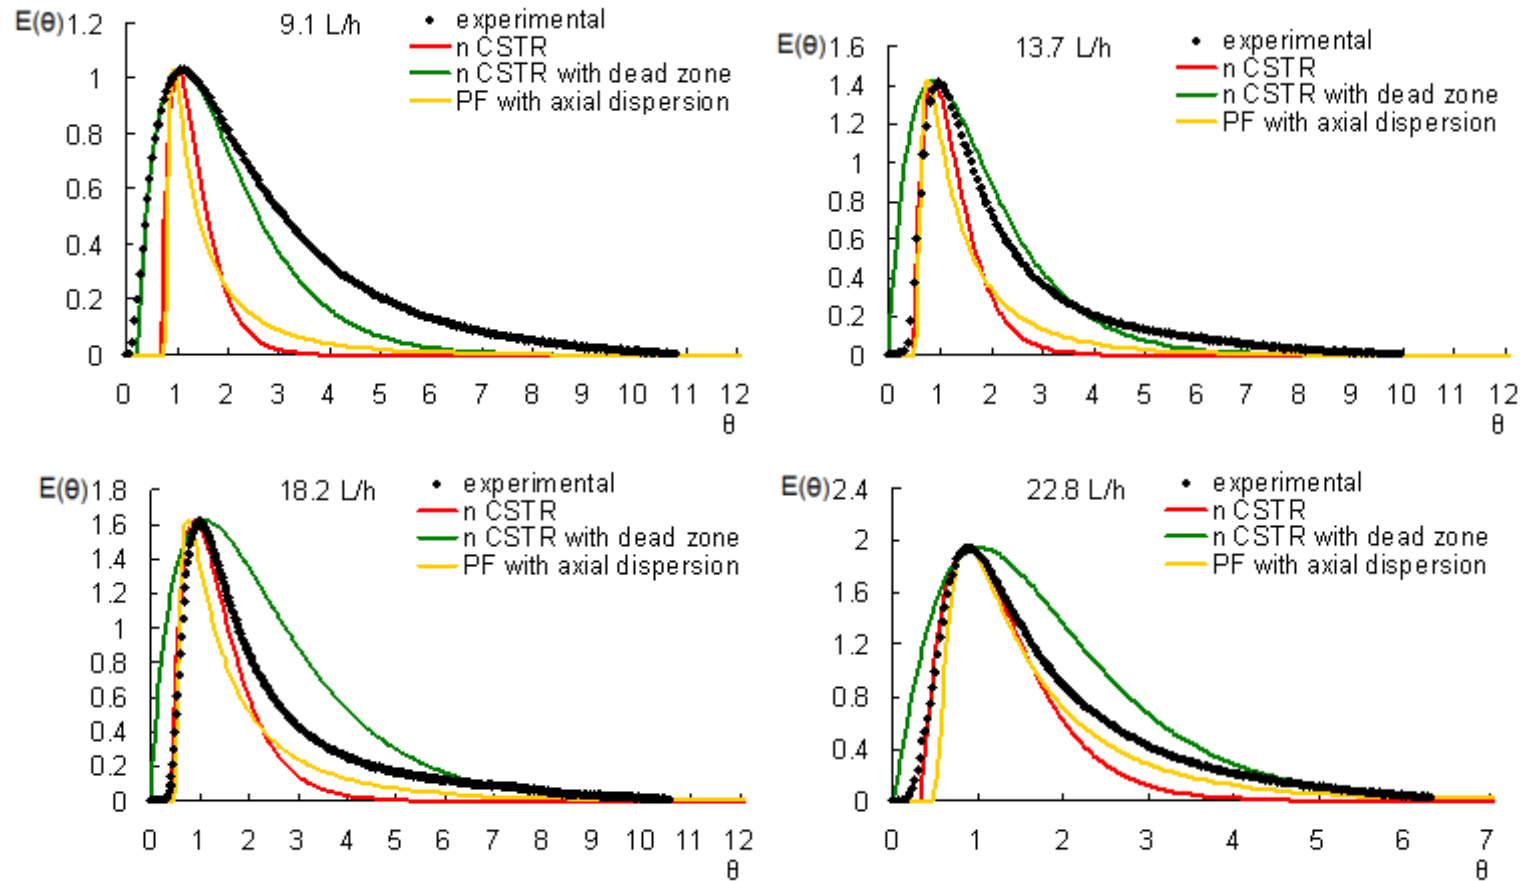 E(θ) 1.2
9.1 L/h
experimental
n CSTR
n CSTR with dead zone
PF with axial dispersion
1
0.8
0.6
0.4
0.2
0
0 1 2 3 4 5 6 7 8 9 10 11 12
θ
E(θ) 1.6
13.7 L/h
experimental
n CSTR
n CSTR with dead zone
PF with axial dispersion
1.4
1.2
1
0.8
0.6
0.4
0.2
0
0 1 2 3 4 5 6 7 8 9 10 11 12
θ
E(θ) 1.8
18.2 L/h
experimental
n CSTR
n CSTR with dead zone
PF with axial dispersion
1.6
1.4
1.2
1
0.8
0.6
0.4
0.2
0
0 1 2 3 4 5 6 7 8 9 10 11 12
θ
E(θ) 2.4
22.8 L/h
experimental
n CSTR
n CSTR with dead zone
PF with axial dispersion
2
1.6
1.2
0.8
0.4
0
0 1 2 3 4 5 6 7
θ